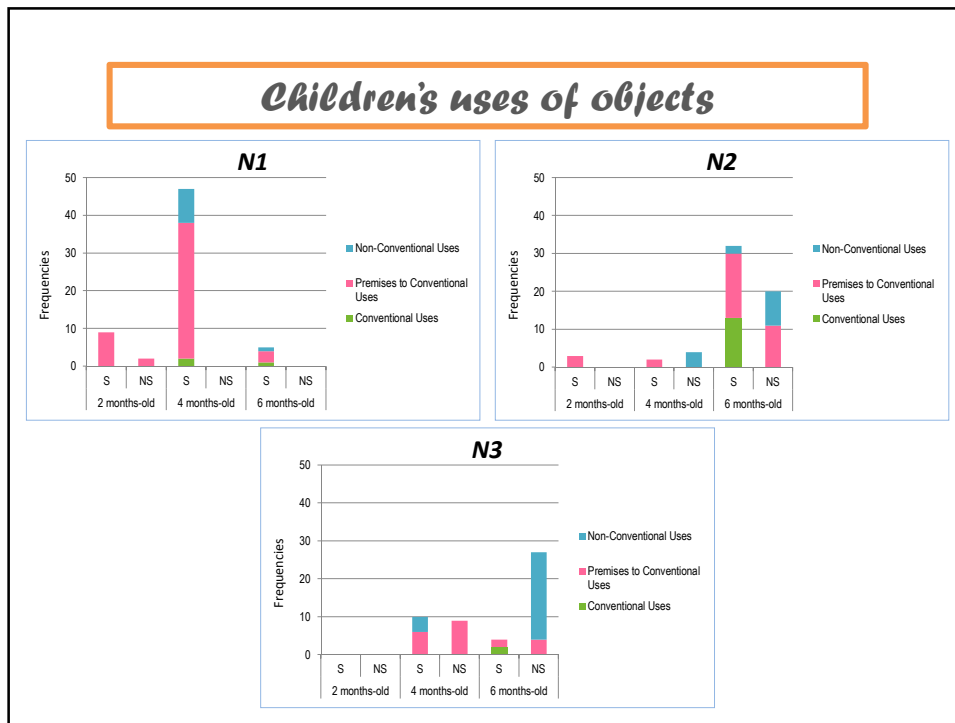 Children's uses of objects
N1
50
40
30
20
10
0
Frequencies
S NS S NS S NS
2 months-old 4 months-old 6 months-old
Non-Conventional Uses
Premises to Conventional
Uses
Conventional Uses
N2
50
40
30
20
10
0
Frequencies
S NS S NS S NS
2 months-old 4 months-old 6 months-old
Non-Conventional Uses
Premises to Conventional
Uses
Conventional Uses
N3
50
40
30
20
10
0
Frequencies
S NS S NS S NS
2 months-old 4 months-old 6 months-old
Non-Conventional Uses
Premises to Conventional
Uses
Conventional Uses